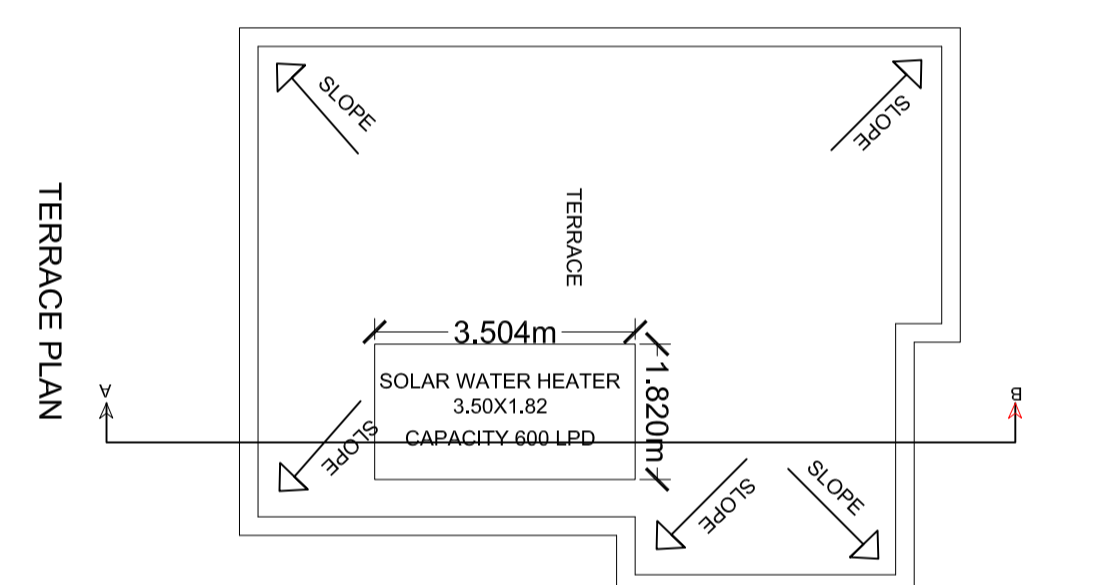 SLOPE
SLOPE
TERRACE
TERRACE PLAN
3.504m
SOLAR WATER HEATER
3.50X1.82
CAPACITY 600 LPD
1.820m
A
B
SLOPE
SLOPE
SLOPE